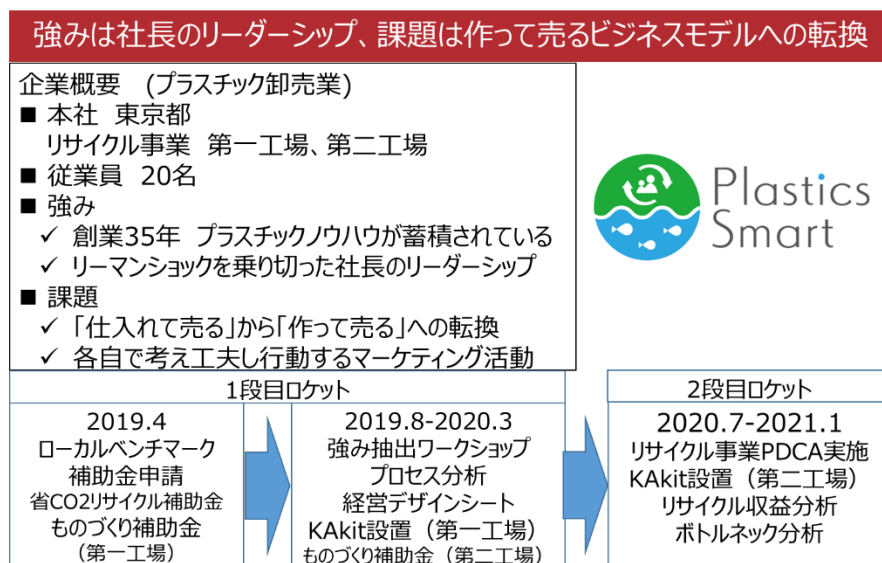 強みは社長のリーダーシップ、課題は作って売るビジネスモデルへの転換
企業概要 (プラスチック卸売業)
■ 本社 東京都
リサイクル事業 第一工場、第二工場
■ 従業員 20名
■ 強み
✓ 創業35年 プラスチックノウハウが蓄積されている
✓ リーマンショックを乗り切った社長のリーダーシップ
■ 課題
✓ 「仕入れて売る」から「作って売る」への転換
✓ 各自で考え工夫し行動するマーケティング活動
Plastics
Smart
1段目ロケット
2019.4
ローカルベンチマーク
補助金申請
省CO2リサイクル補助金
ものづくり補助金
(第一工場)
2019.8-2020.3
強み抽出ワークショップ
プロセス分析
経営デザインシート
KAkit設置（第一工場）
ものづくり補助金（第二工場）
2段目ロケット
2020.7-2021.1
リサイクル事業PDCA実施
KAkit設置（第二工場）
リサイクル収益分析
ボトルネック分析